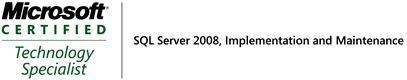 Microsoft
CERTIFIED
Technology
Specialist
SQL Server 2008, Implementation and Maintenance